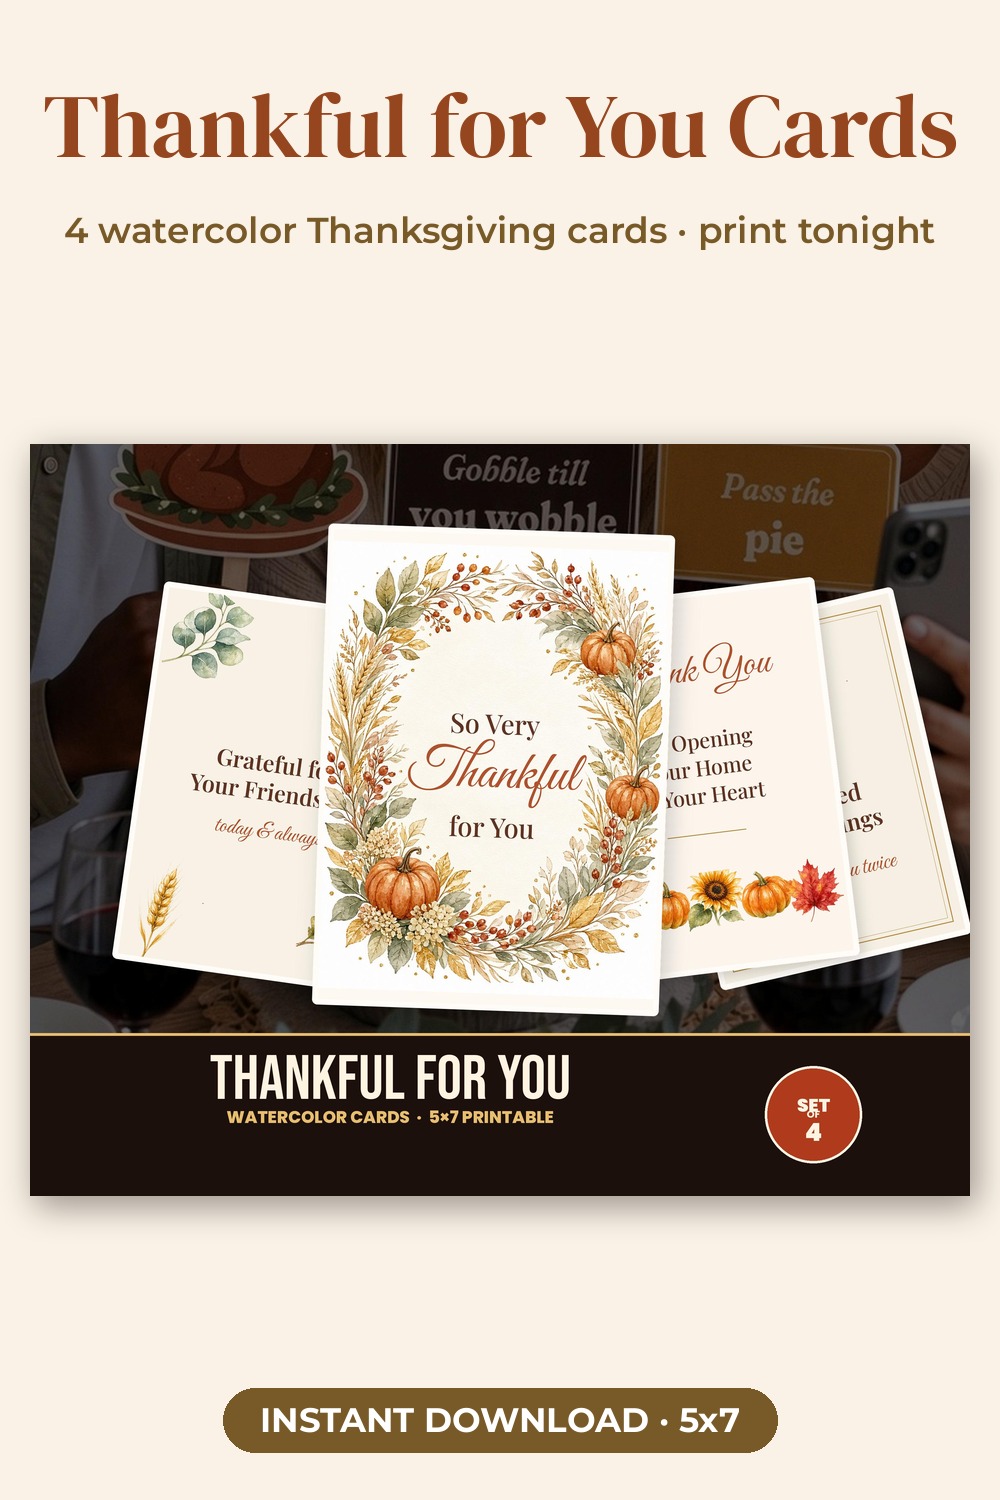 Thankful for You Cards
4 watercolor Thanksgiving cards · print tonight
Gobble till
you wobble
Pass the
pie
Grateful
Your Friends
today & always
So Very
Thankful
for You
You
Opening
Home
Your Heart
twice
THANKFUL FOR YOU
WATERCOLOR CARDS · 5×7 PRINTABLE
SET
OF
4
INSTANT DOWNLOAD · 5x7